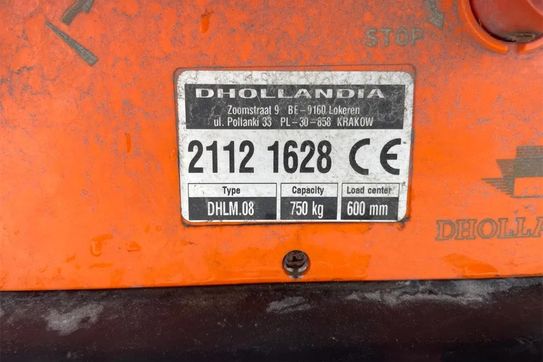 STOP
DHOLLANDIA
Zoomstraat 9 BE-9160 Lokeren
ul. Pollanki 33 PL-30-858 KRAKOW
2112 1628 CE
Type Capacity Load center
DHLM.08 750 kg 600 mm
DHOLLA